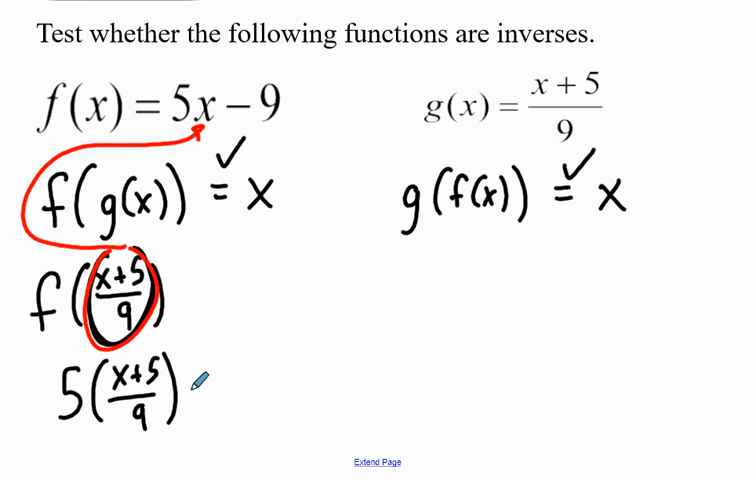 Test whether the following functions are inverses.
f(x) = 5x − 9
g(x) = (x + 5)/9
f(g(x)) = x ✓
g(f(x)) = x ✓
f((x+5)/9)
5((x+5)/9)
Extend Page